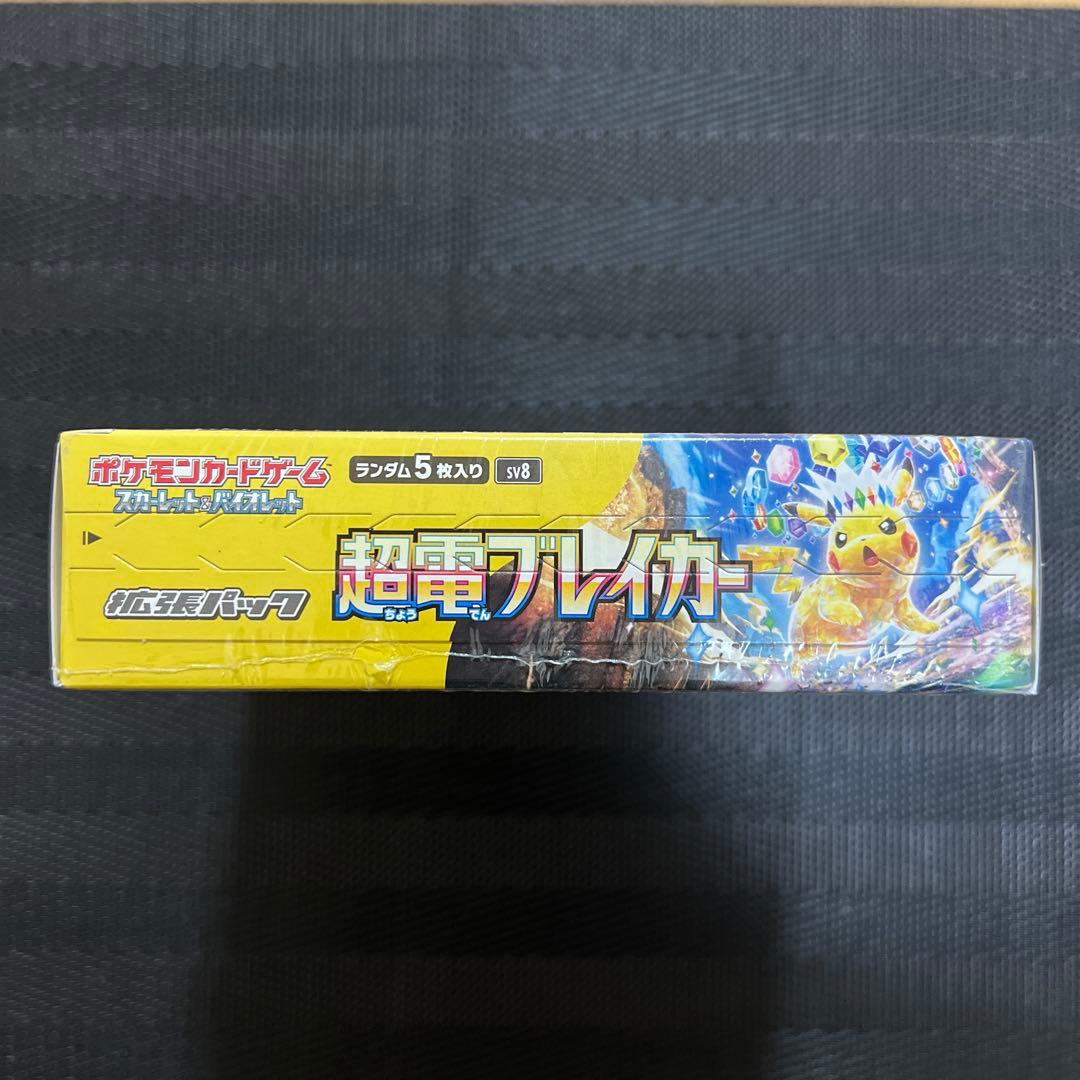 ポケモンカードゲーム™
スカーレット&バイオレット
ランダム5枚入り
SV8
拡張パック
超電ブレイカー
ちょう でん